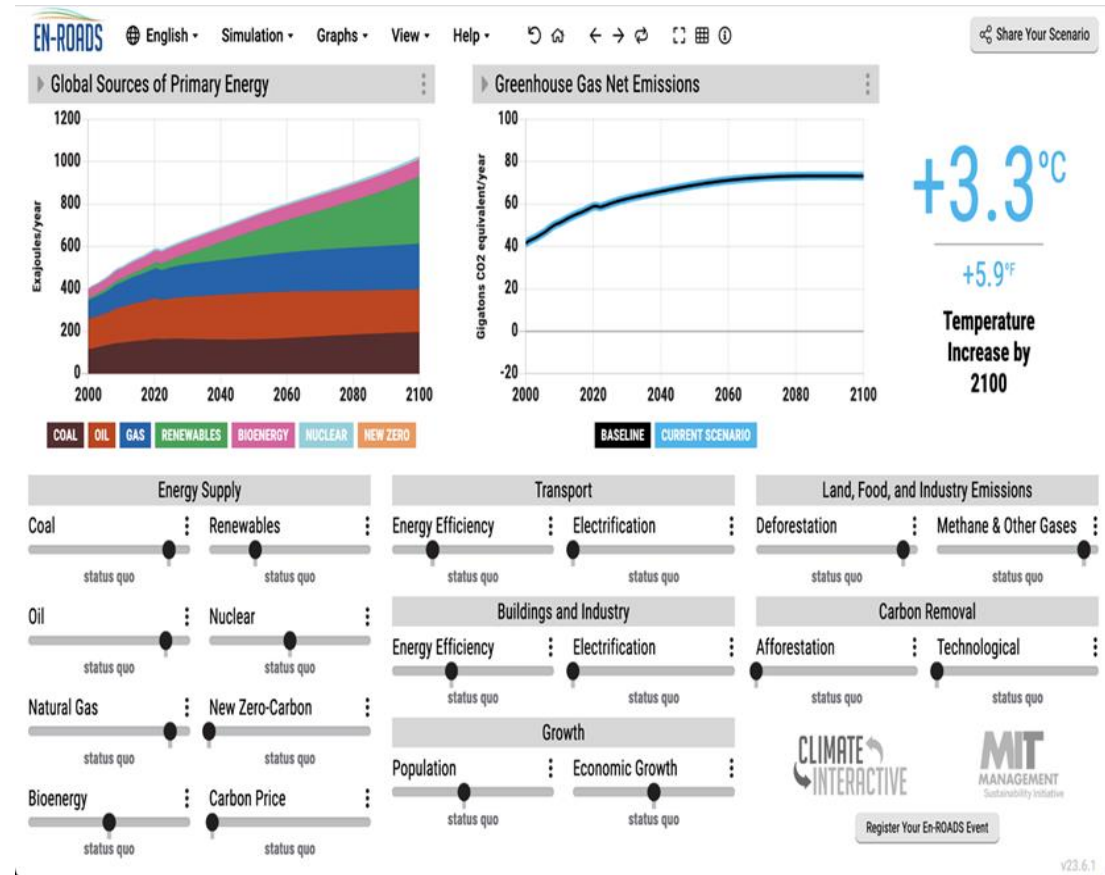 EN-ROADS English Simulation Graphs View Help Share Your Scenario
Global Sources of Primary Energy
1200
1000
800
600
400
200
0
Exajoules/year
2000 2020 2040 2060 2080 2100
COAL OIL GAS RENEWABLES BIOENERGY NUCLEAR NEW ZERO
Greenhouse Gas Net Emissions
100
80
60
40
20
0
-20
Gigatons CO2 equivalent/year
2000 2020 2040 2060 2080 2100
BASELINE CURRENT SCENARIO
+3.3°C
+5.9°F
Temperature
Increase by
2100
Energy Supply
Coal Renewables
status quo status quo
Oil Nuclear
status quo status quo
Natural Gas New Zero-Carbon
status quo status quo
Bioenergy Carbon Price
status quo status quo
Transport
Energy Efficiency Electrification
status quo status quo
Buildings and Industry
Energy Efficiency Electrification
status quo status quo
Growth
Population Economic Growth
status quo status quo
Land, Food, and Industry Emissions
Deforestation Methane & Other Gases
status quo status quo
Carbon Removal
Afforestation Technological
status quo status quo
CLIMATE
INTERACTIVE
MIT
MANAGEMENT
Sustainability Initiative
Register Your En-ROADS Event
v23.6.1